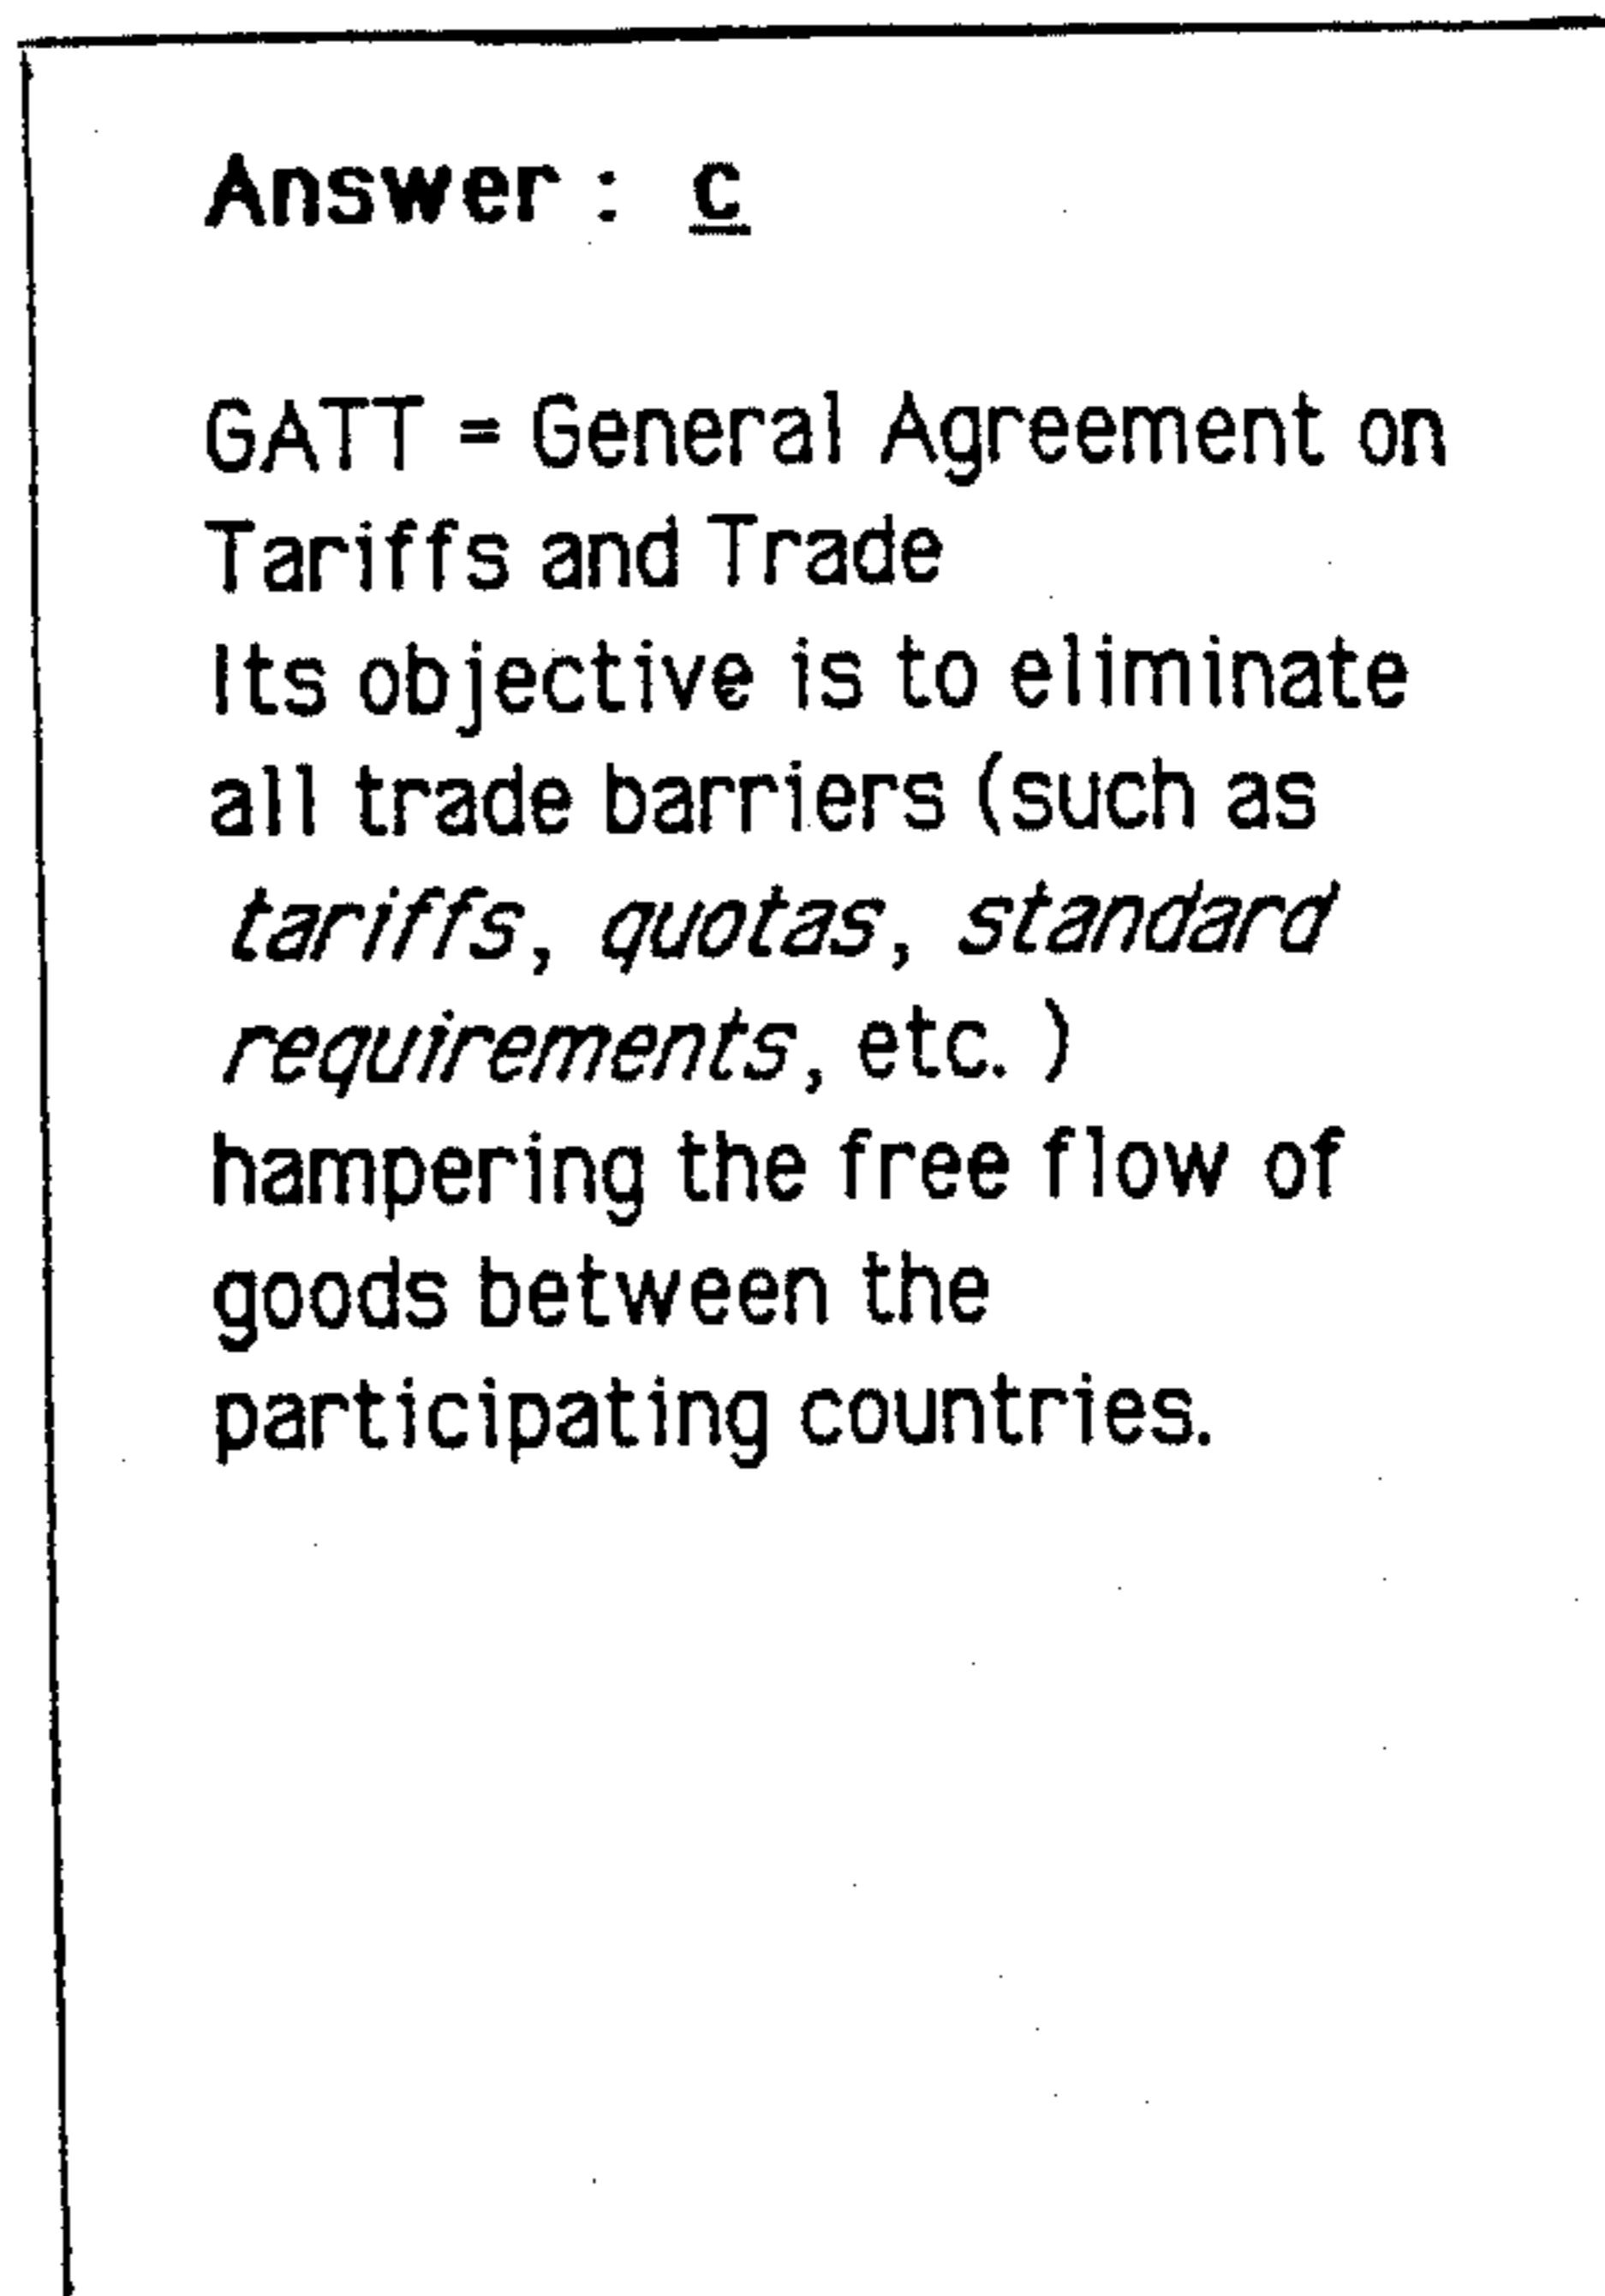 Answer : c
GATT = General Agreement on
Tariffs and Trade
Its objective is to eliminate
all trade barriers (such as
tariffs, quotas, standard
requirements, etc. )
hampering the free flow of
goods between the
participating countries.